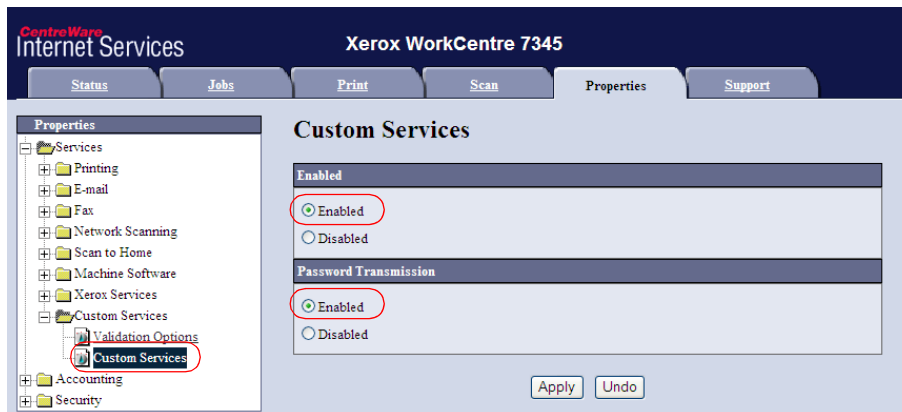 CentreWare
Internet Services
Xerox WorkCentre 7345
Status Jobs Print Scan Properties Support
Properties
Services
Printing
E-mail
Fax
Network Scanning
Scan to Home
Machine Software
Xerox Services
Custom Services
Validation Options
Custom Services
Accounting
Security
Custom Services
Enabled
Enabled
Disabled
Password Transmission
Enabled
Disabled
Apply Undo